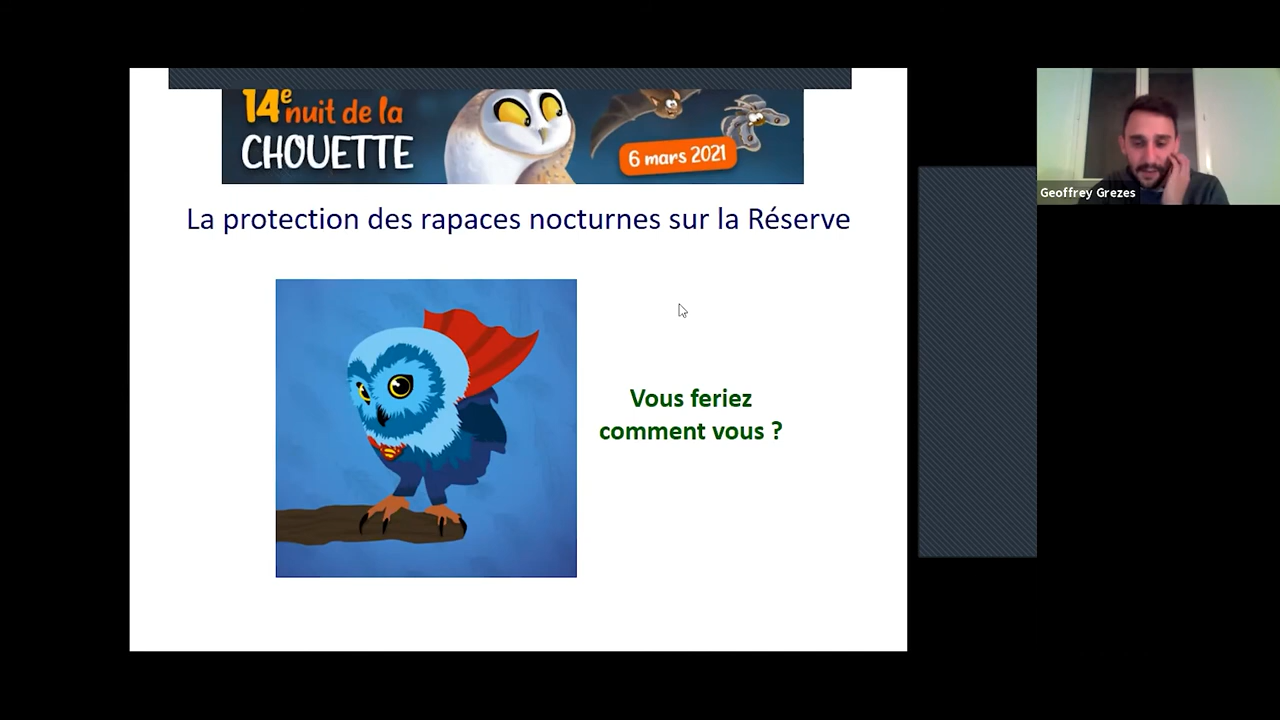 14e nuit de la
CHOUETTE
6 mars 2021
Geoffrey Grezes
La protection des rapaces nocturnes sur la Réserve
Vous feriez
comment vous ?